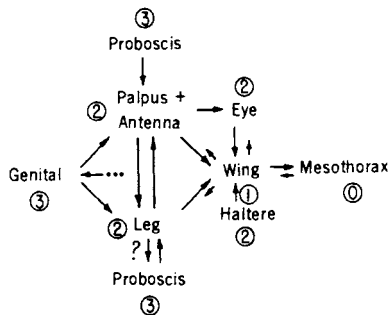 ③
Proboscis
②
Palpus +
② Antenna
Eye
Genital
③
Wing
Mesothorax
①
⓪
② Leg
Haltere
②
?
Proboscis
③